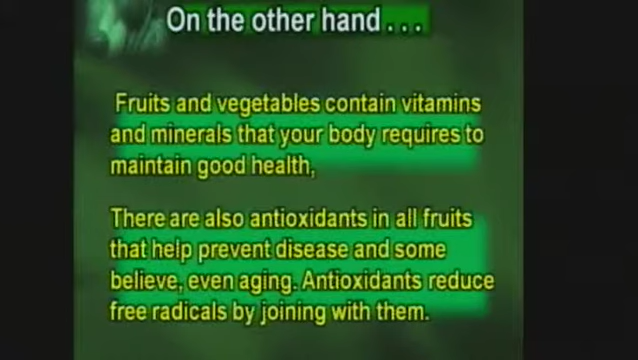 On the other hand . . .
Fruits and vegetables contain vitamins
and minerals that your body requires to
maintain good health,
There are also antioxidants in all fruits
that help prevent disease and some
believe, even aging. Antioxidants reduce
free radicals by joining with them.